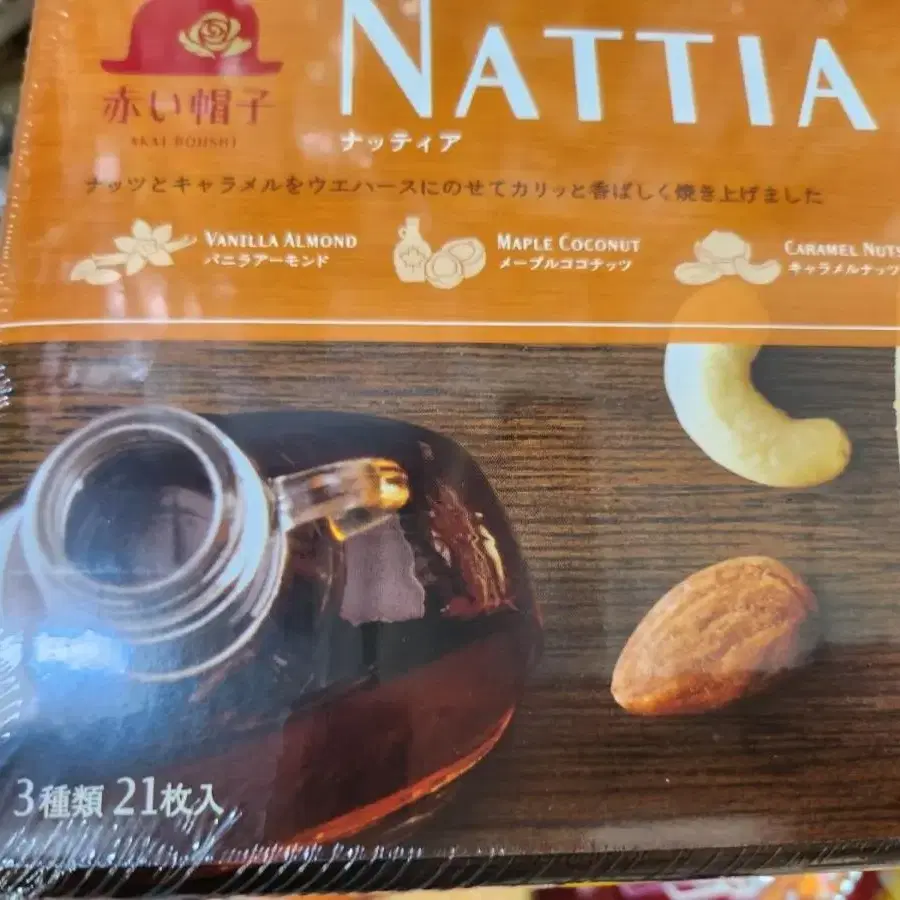 NATTIA
赤い帽子
AKAI BOHSHI
ナッティア
ナッツとキャラメルをウエハースにのせてカリッと香ばしく焼き上げました
VANILLA ALMOND
バニラアーモンド
MAPLE COCONUT
メープルココナッツ
CARAMEL NUTS
キャラメルナッツ
3種類 21枚入